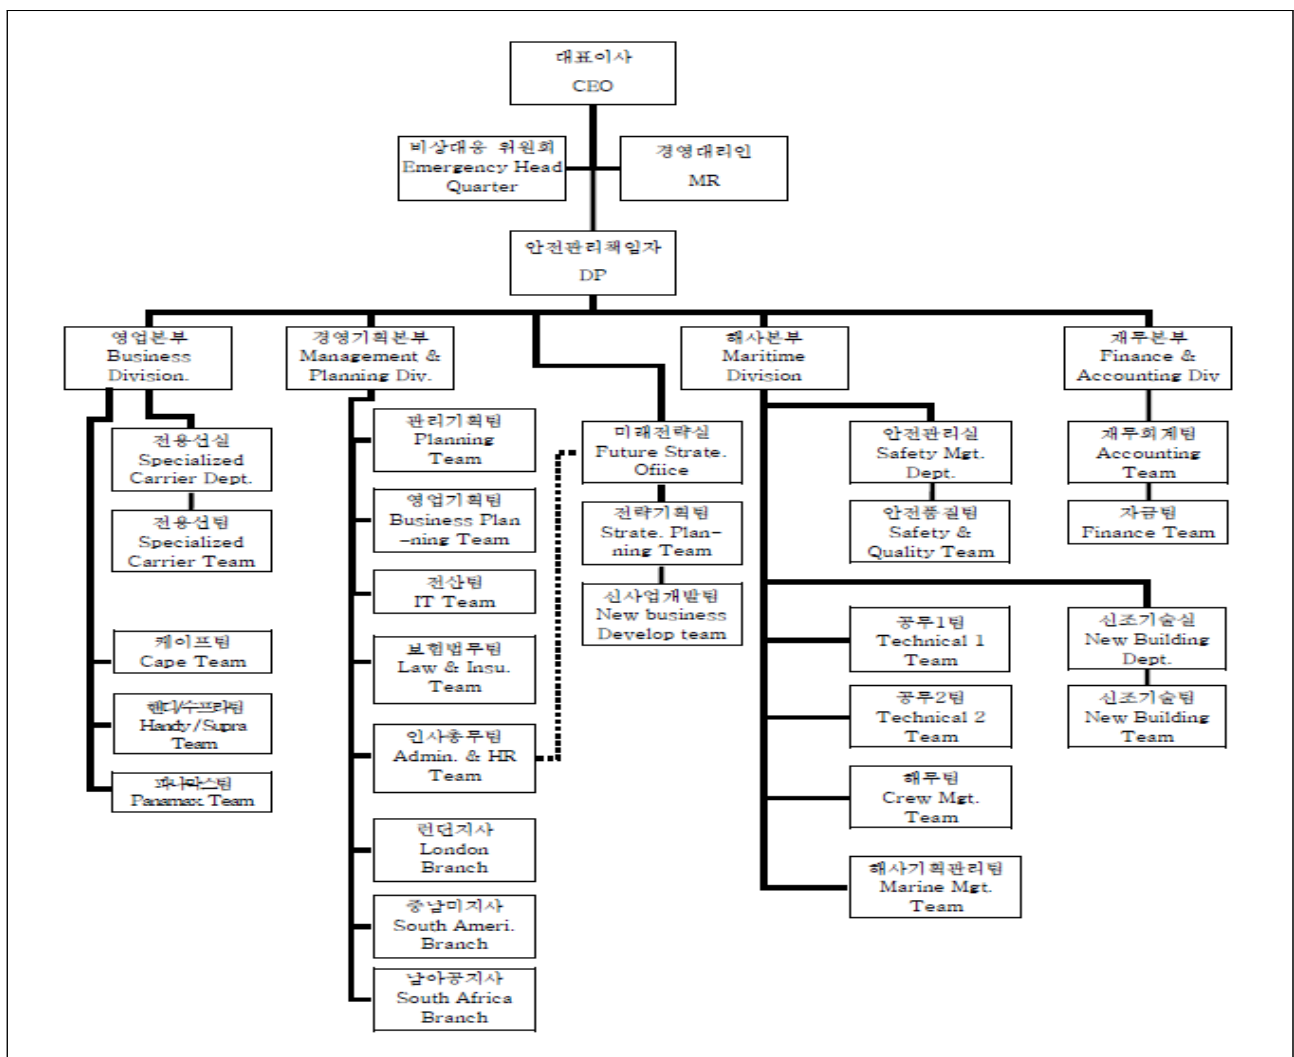 대표이사
CEO
비상대응 위원회
Emergency Head
Quarter
경영대리인
MR
안전관리책임자
DP
영업본부
Business
Division.
경영기획본부
Management &
Planning Div.
해사본부
Maritime
Division
재무본부
Finance &
Accounting Div
전용선실
Specialized
Carrier Dept.
전용선팀
Specialized
Carrier Team
케이프팀
Cape Team
핸디/수프라팀
Handy/Supra
Team
파나막스팀
Panamax Team
관리기획팀
Planning
Team
영업기획팀
Business Plan
-ning Team
전산팀
IT Team
보험법무팀
Law & Insu.
Team
인사총무팀
Admin. & HR
Team
런던지사
London
Branch
중남미지사
South Ameri.
Branch
남아공지사
South Africa
Branch
미래전략실
Future Strate.
Ofiice
전략기획팀
Strate. Plan-
ning Team
신사업개발팀
New business
Develop team
안전관리실
Safety Mgt.
Dept.
안전품질팀
Safety &
Quality Team
공무1팀
Technical 1
Team
공무2팀
Technical 2
Team
해무팀
Crew Mgt.
Team
해사기획관리팀
Marine Mgt.
Team
재무회계팀
Accounting
Team
자금팀
Finance Team
신조기술실
New Building
Dept.
신조기술팀
New Building
Team